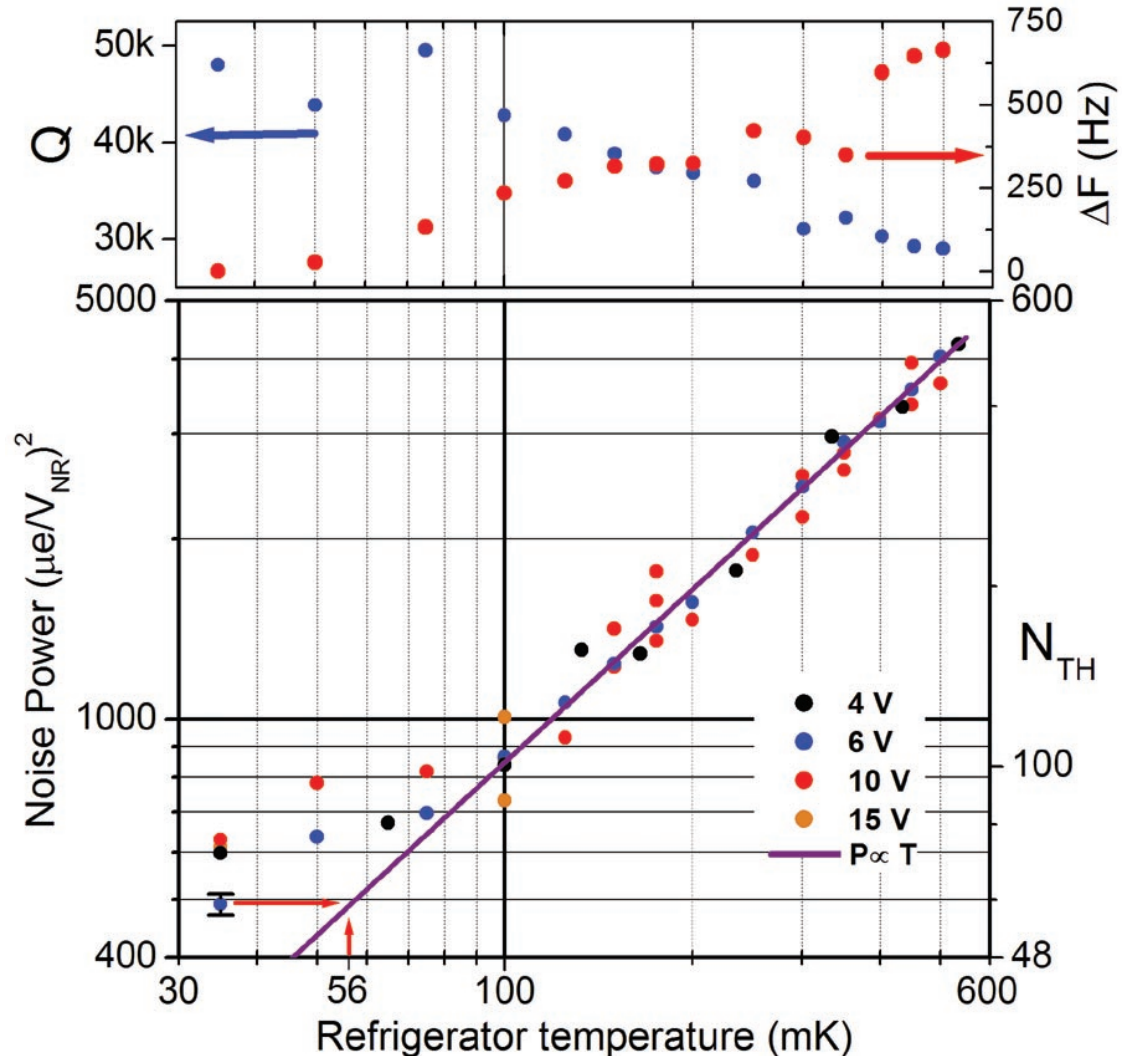 50k
40k
30k
Q
750
500
250
0
ΔF (Hz)
5000
1000
400
Noise Power (μe/V_NR)²
600
100
48
N_TH
4 V
6 V
10 V
15 V
P∝ T
30
56
100
600
Refrigerator temperature (mK)